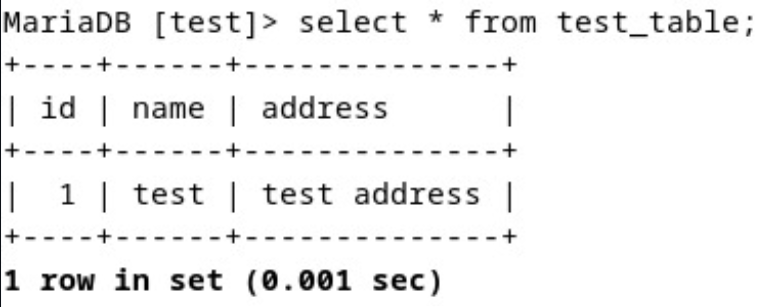 MariaDB [test]> select * from test_table;
+----+------+--------------+
| id | name | address      |
+----+------+--------------+
|  1 | test | test address |
+----+------+--------------+
1 row in set (0.001 sec)